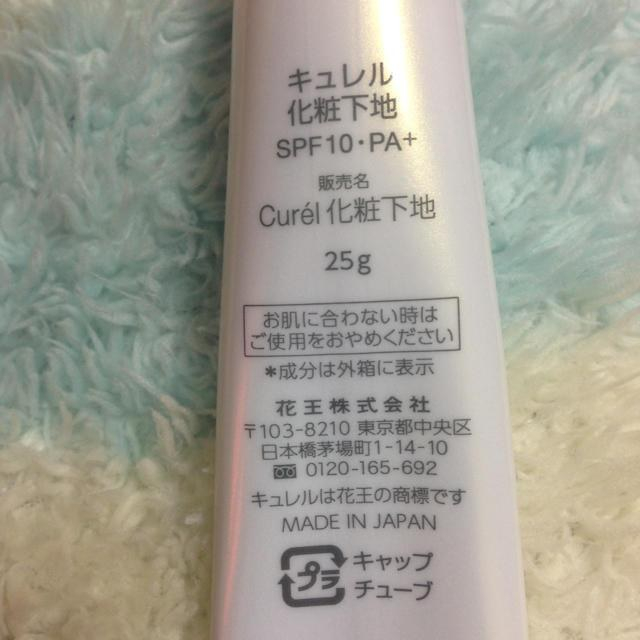 キュレル
化粧下地
SPF10・PA+
販売名
Curél 化粧下地
25g
お肌に合わない時は
ご使用をおやめください
*成分は外箱に表示
花王株式会社
〒103-8210 東京都中央区
日本橋茅場町1-14-10
0120-165-692
キュレルは花王の商標です
MADE IN JAPAN
プラ キャップ
チューブ